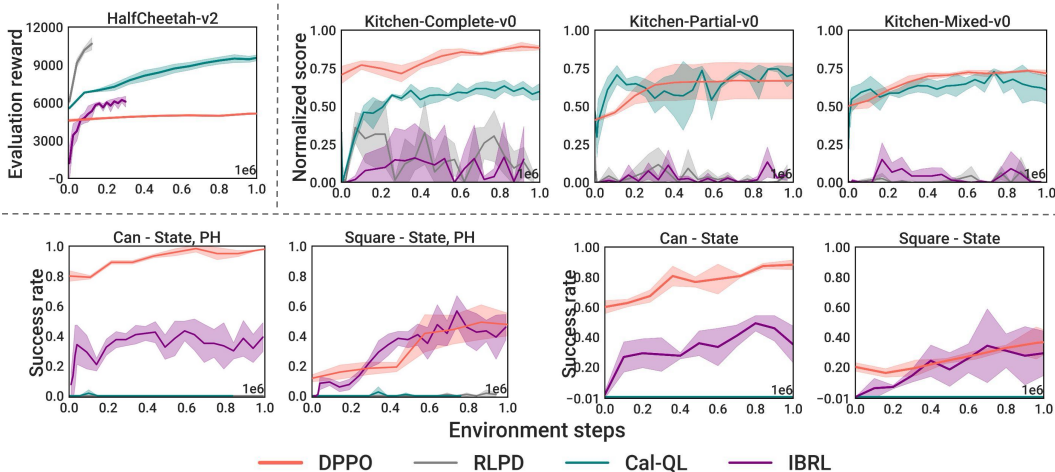 HalfCheetah-v2
Kitchen-Complete-v0
Kitchen-Partial-v0
Kitchen-Mixed-v0
Evaluation reward
12000
9000
6000
3000
−0
0.0 0.2 0.4 0.6 0.8 1.0
1e6
Normalized score
1.00
0.75
0.50
0.25
0.00
0.0 0.2 0.4 0.6 0.8 1.0
1e6
1.00
0.75
0.50
0.25
0.00
0.0 0.2 0.4 0.6 0.8 1.0
1e6
1.00
0.75
0.50
0.25
0.00
0.0 0.2 0.4 0.6 0.8 1.0
1e6
Can - State, PH
Square - State, PH
Can - State
Square - State
Success rate
1.0
0.8
0.6
0.4
0.2
0.0
0.0 0.2 0.4 0.6 0.8 1.0
1e6
1.0
0.8
0.6
0.4
0.2
0.0
0.0 0.2 0.4 0.6 0.8 1.0
1e6
Success rate
1.00
0.80
0.60
0.40
0.20
−0.01
0.0 0.2 0.4 0.6 0.8 1.0
1e6
1.00
0.80
0.60
0.40
0.20
−0.01
0.0 0.2 0.4 0.6 0.8 1.0
1e6
Environment steps
DPPO RLPD Cal-QL IBRL